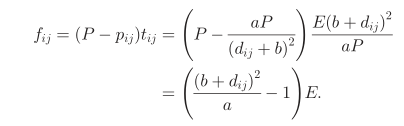 f_{ij} = (P - p_{ij})t_{ij} = \left( P - \frac{aP}{(d_{ij} + b)^2} \right) \frac{E(b + d_{ij})^2}{aP}
= \left( \frac{(b + d_{ij})^2}{a} - 1 \right) E.